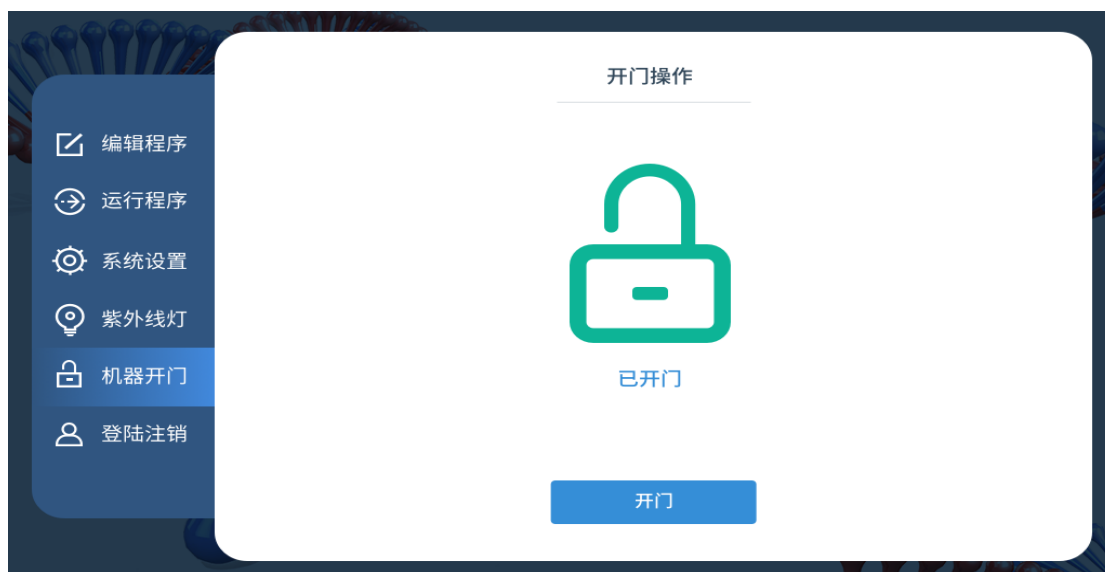 开门操作
编辑程序
运行程序
系统设置
紫外线灯
机器开门
登陆注销
已开门
开门